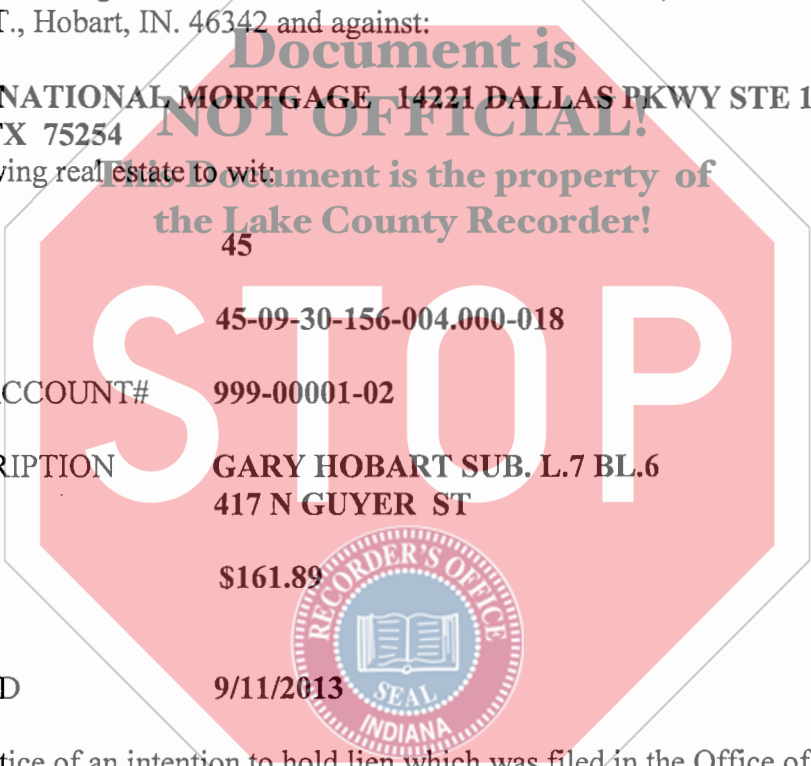 T., Hobart, IN. 46342 and against:
Document is
NATIONAL MORTGAGE 14221 DALLAS PKWY STE 1
NOT OFFICIAL!
TX 75254
ving real estate to wit:
This Document is the property of
the Lake County Recorder!
45
45-09-30-156-004.000-018
STOP
CCOUNT# 999-00001-02
RIPTION GARY HOBART SUB. L.7 BL.6
417 N GUYER ST
$161.89
RECORDER'S OFFICE
D 9/11/2013
SEAL
INDIANA
tice of an intention to hold lien which was filed in the Office of